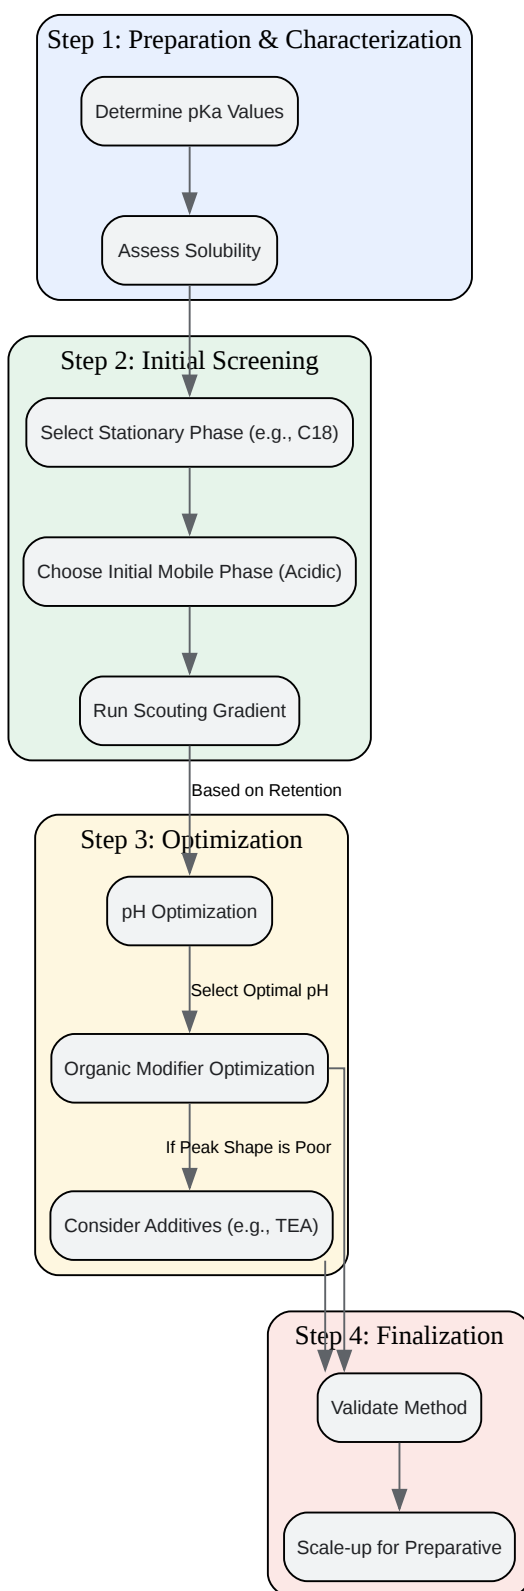 Step 1: Preparation & Characterization
Determine pKa Values
Assess Solubility
Step 2: Initial Screening
Select Stationary Phase (e.g., C18)
Choose Initial Mobile Phase (Acidic)
Run Scouting Gradient
Based on Retention
Step 3: Optimization
pH Optimization
Select Optimal pH
Organic Modifier Optimization
If Peak Shape is Poor
Consider Additives (e.g., TEA)
Step 4: Finalization
Validate Method
Scale-up for Preparative